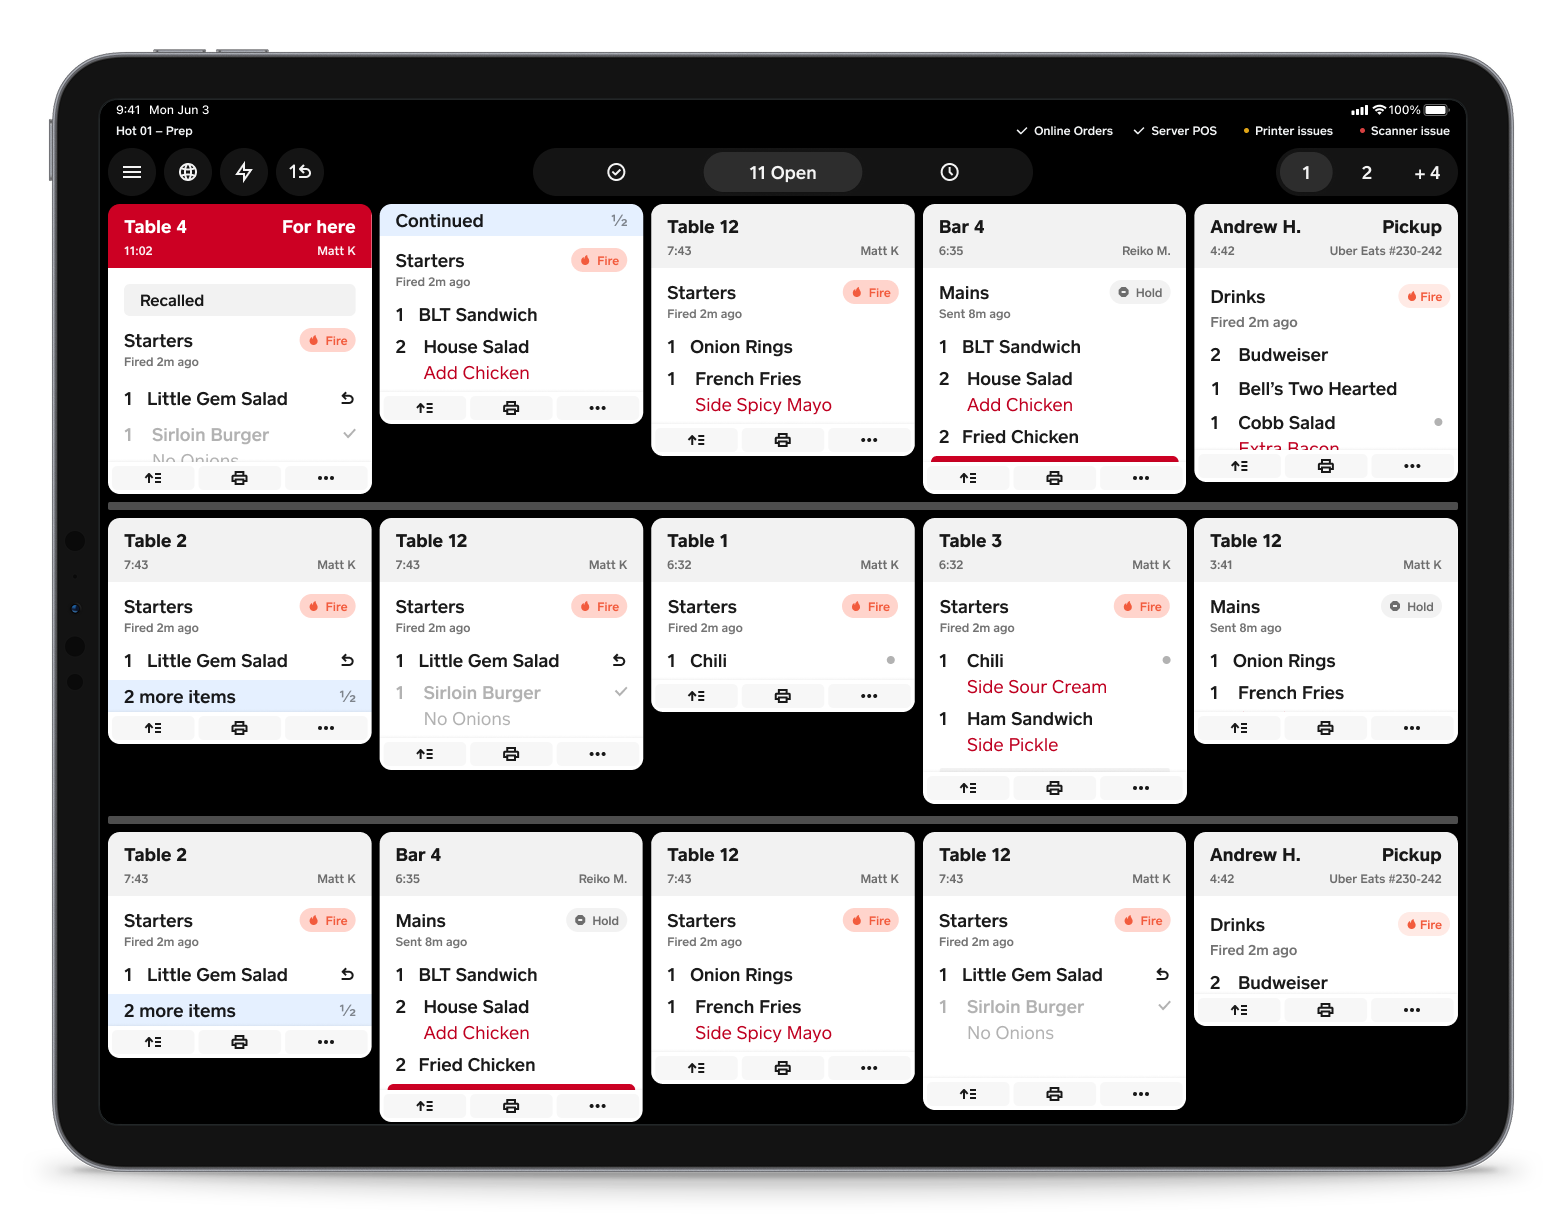 9:41 Mon Jun 3
100%
Hot 01 – Prep
Online Orders
Server POS
Printer issues
Scanner issue
1
11 Open
1
2
+ 4
Table 4 For here
11:02 Matt K
Recalled
Starters Fire
Fired 2m ago
1 Little Gem Salad
1 Sirloin Burger
No Onions
Continued 1/2
Starters Fire
Fired 2m ago
1 BLT Sandwich
2 House Salad
Add Chicken
Table 12
7:43 Matt K
Starters Fire
Fired 2m ago
1 Onion Rings
1 French Fries
Side Spicy Mayo
Bar 4
6:35 Reiko M.
Mains Hold
Sent 8m ago
1 BLT Sandwich
2 House Salad
Add Chicken
2 Fried Chicken
Andrew H. Pickup
4:42 Uber Eats #230-242
Drinks Fire
Fired 2m ago
2 Budweiser
1 Bell’s Two Hearted
1 Cobb Salad
Extra Bacon
Table 2
7:43 Matt K
Starters Fire
Fired 2m ago
1 Little Gem Salad
2 more items 1/2
Table 12
7:43 Matt K
Starters Fire
Fired 2m ago
1 Little Gem Salad
1 Sirloin Burger
No Onions
Table 1
6:32 Matt K
Starters Fire
Fired 2m ago
1 Chili
Table 3
6:32 Matt K
Starters Fire
Fired 2m ago
1 Chili
Side Sour Cream
1 Ham Sandwich
Side Pickle
Table 12
3:41 Matt K
Mains Hold
Sent 8m ago
1 Onion Rings
1 French Fries
Table 2
7:43 Matt K
Starters Fire
Fired 2m ago
1 Little Gem Salad
2 more items 1/2
Bar 4
6:35 Reiko M.
Mains Hold
Sent 8m ago
1 BLT Sandwich
2 House Salad
Add Chicken
2 Fried Chicken
Table 12
7:43 Matt K
Starters Fire
Fired 2m ago
1 Onion Rings
1 French Fries
Side Spicy Mayo
Table 12
7:43 Matt K
Starters Fire
Fired 2m ago
1 Little Gem Salad
1 Sirloin Burger
No Onions
Andrew H. Pickup
4:42 Uber Eats #230-242
Drinks Fire
Fired 2m ago
2 Budweiser